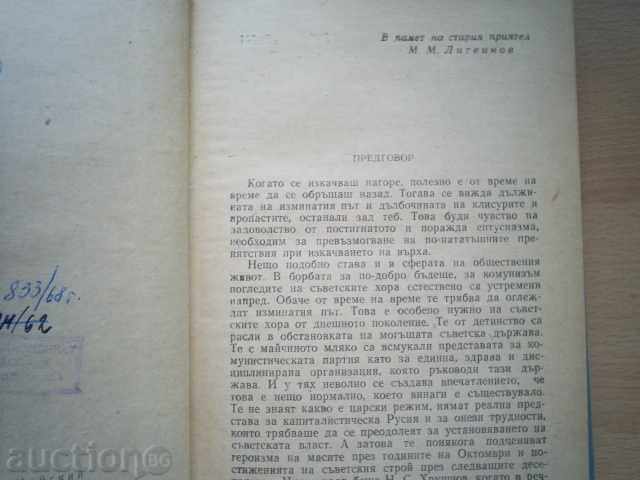 В памет на стария приятел
М. М. Литвинов
ПРЕДГОВОР
Когато се изкачваш нагоре, полезно е от време на
време да се обръщаш назад. Тогава се вижда дължи-
ната на изминатия път и дълбочината на клисурите и
пропастите, останали зад теб. Това буди чувство на
задоволство от постигнатото и поражда ентусиазма,
необходим за превъзмогване на по-нататъшните пре-
пятствия при изкачването на върха.
Нещо подобно става и в сферата на обществения
живот. В борбата за по-добро бъдеще, за комунизъм
погледите на съветските хора естествено са устремени
напред. Обаче от време на време те трябва да оглеж-
дат изминатия път. Това е особено нужно на съвет-
ските хора от днешното поколение. Те от детинство са
расли в обстановката на могъщата съветска държава.
Те с майчиното мляко са всмукали представата за ко-
мунистическата партия като за единна, здрава и дис-
циплинирана организация, която ръководи тази дър-
жава. И у тях неволно се създава впечатлението, че
това е нещо нормално, което винаги е съществувало.
Те не знаят какво е царски режим, нямат реална пред-
става за капиталистическа Русия и за онези трудности,
които трябваше да се преодолеят за установяването на
съветската власт. А затова те понякога подценяват
героизма на масите през годините на Октомври и по-
стиженията на съветския строй през следващите десе-
833/68г.
/62
auction.BG